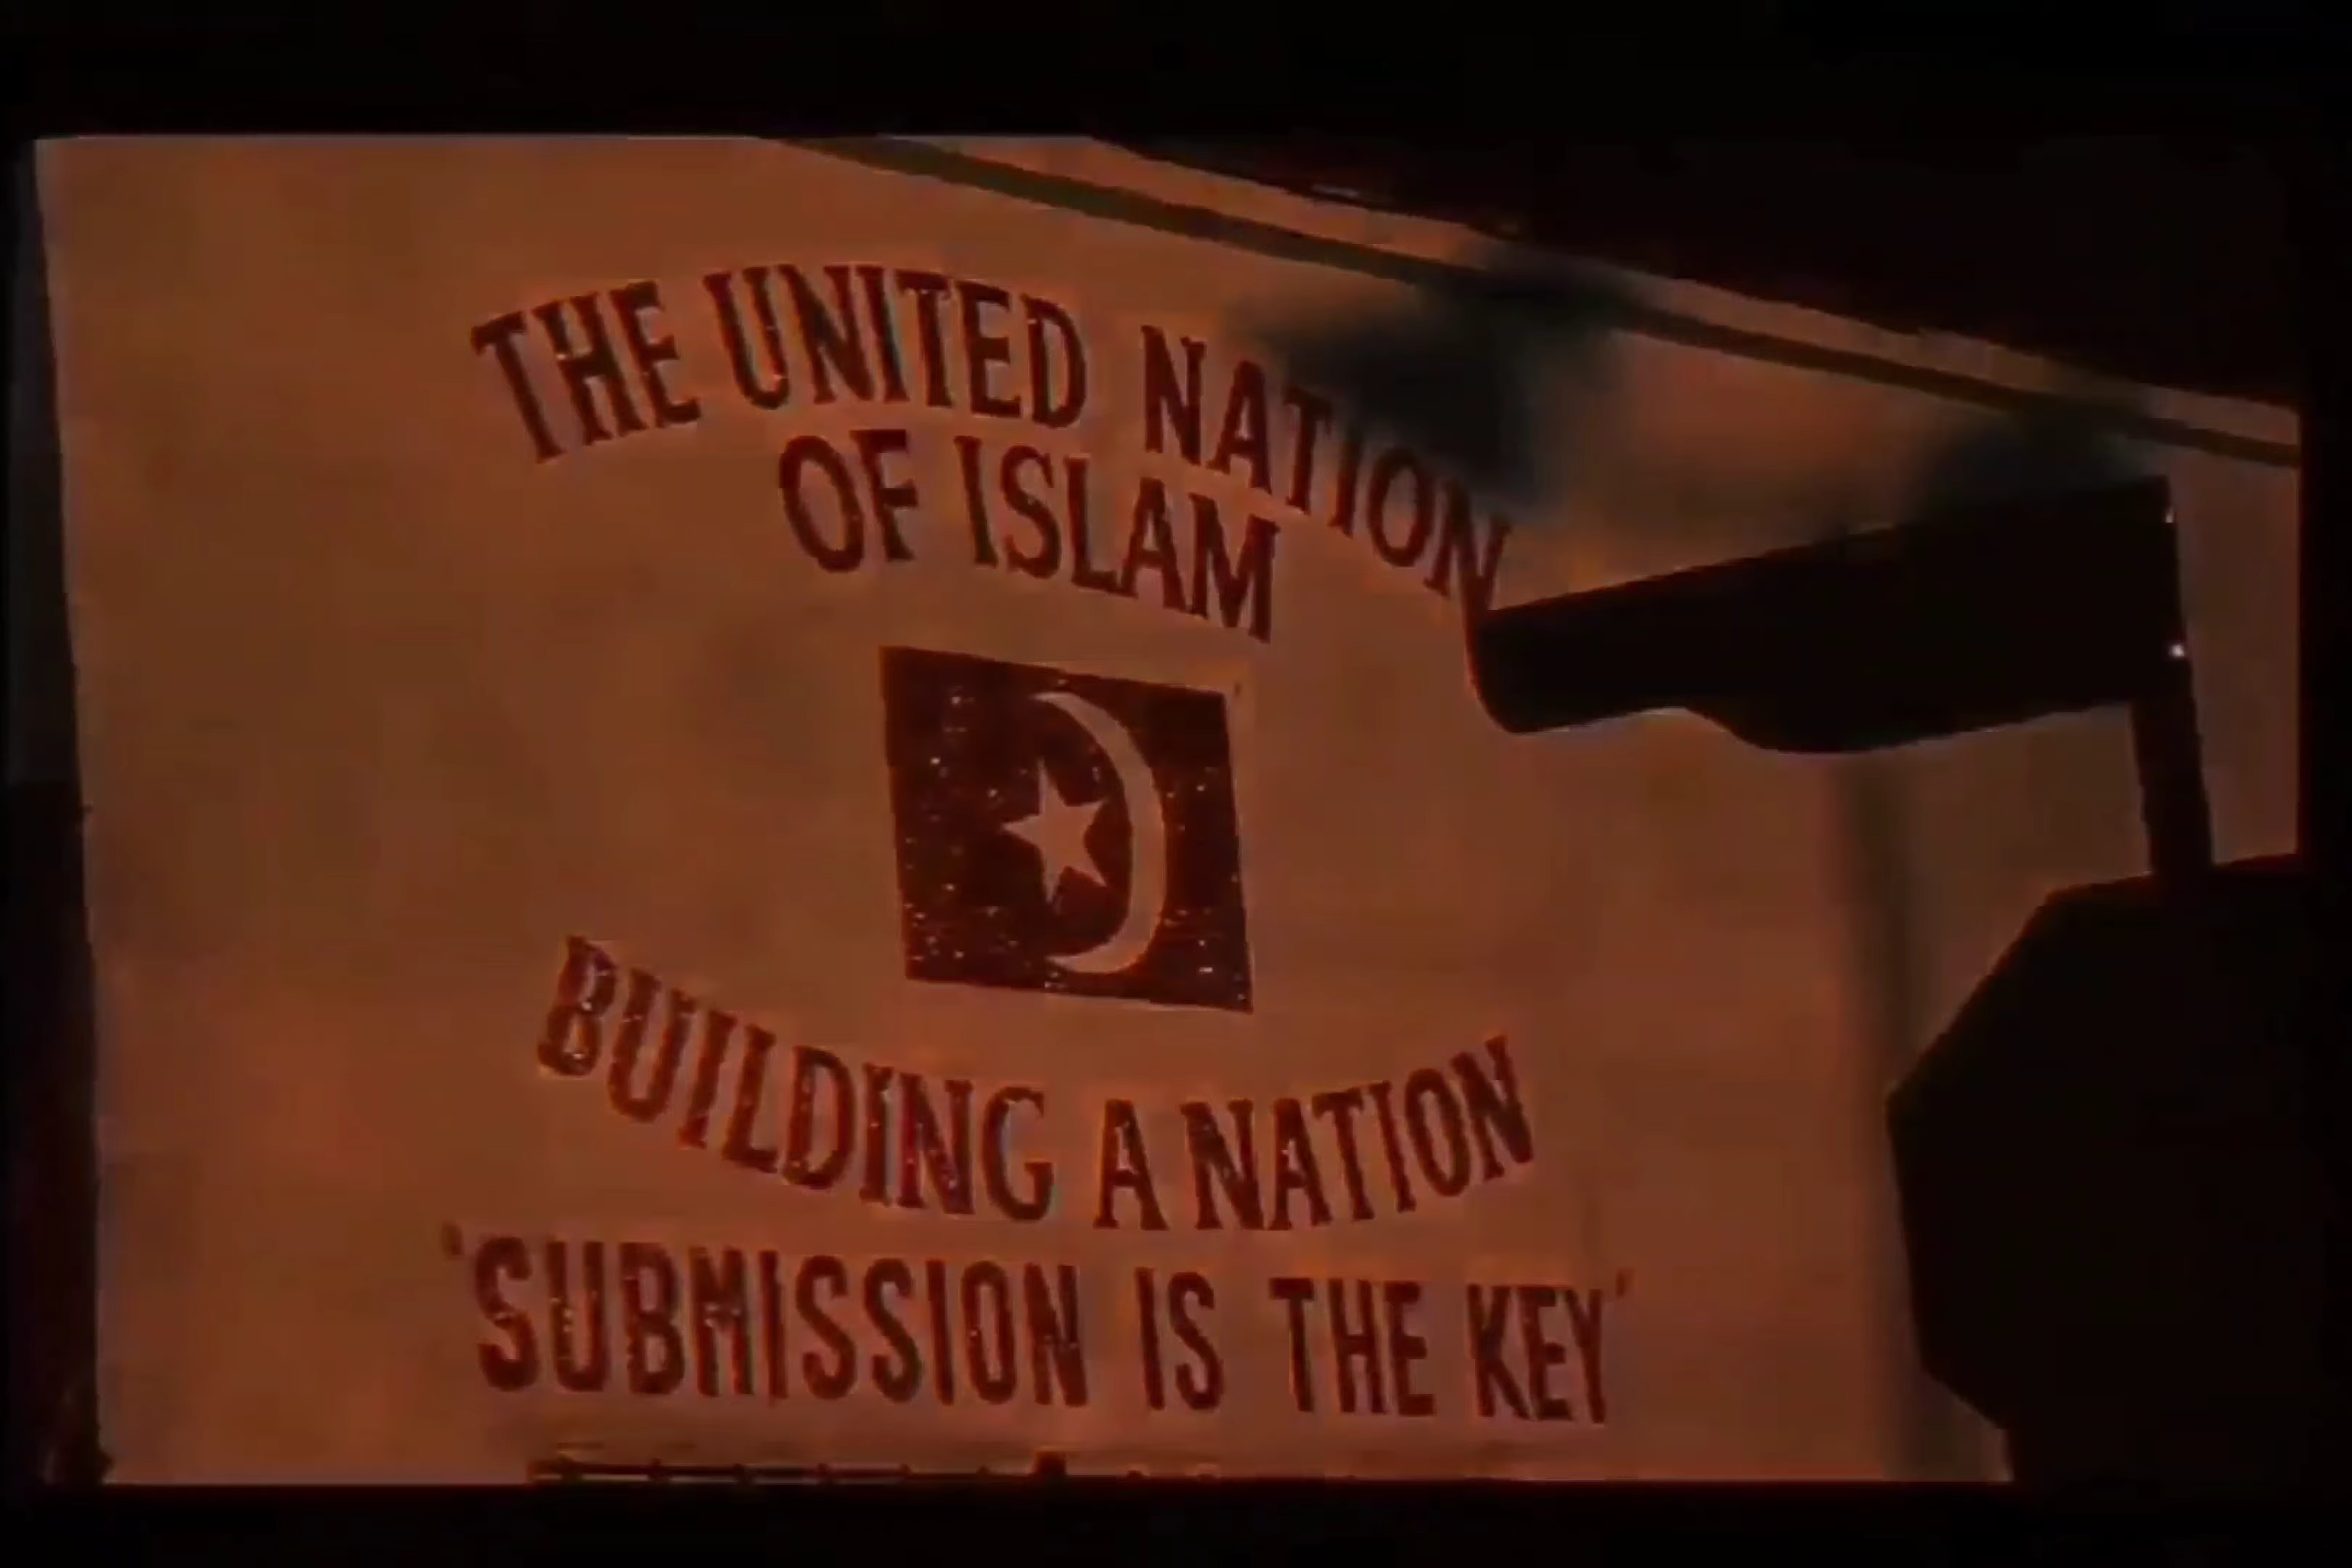 THE UNITED NATION
OF ISLAM
BUILDING A NATION
'SUBMISSION IS THE KEY'